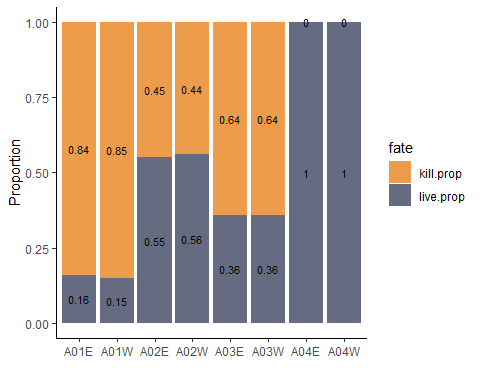 1.00
0.75
0.50
0.25
0.00
Proportion
0 0
0.45 0.44
0.64 0.64
0.84 0.85
1 1
0.55 0.56
0.36 0.36
0.16 0.15
A01E A01W A02E A02W A03E A03W A04E A04W
fate
kill.prop
live.prop